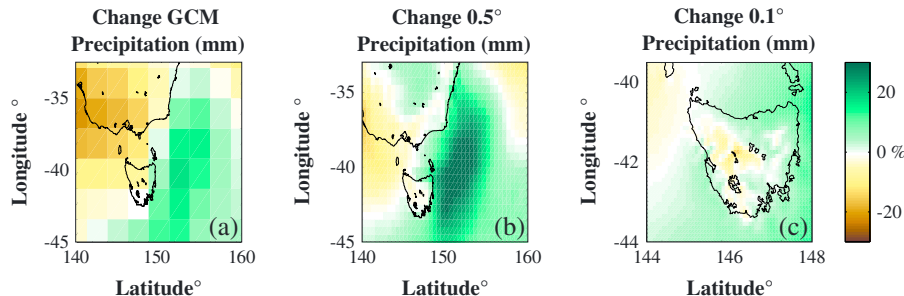 Change GCM
Precipitation (mm)
Change 0.5°
Precipitation (mm)
Change 0.1°
Precipitation (mm)
Longitude°
-35
-40
-45
140
150
160
(a)
Latitude°
Longitude°
-35
-40
-45
140
150
160
(b)
Latitude°
Longitude°
-40
-42
-44
144
146
148
(c)
Latitude°
20
0 %
-20